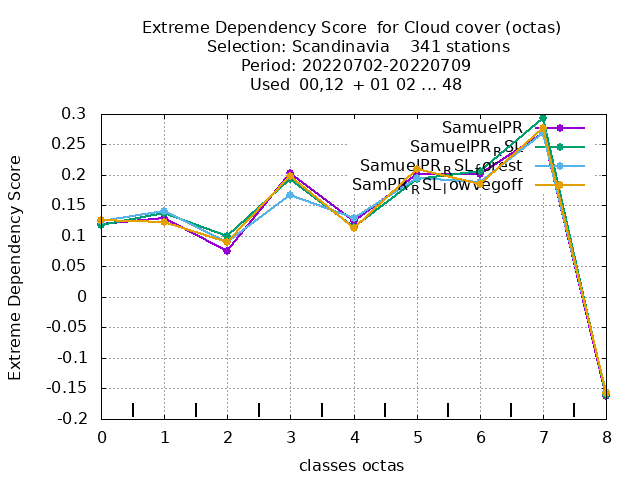 Extreme Dependency Score  for Cloud cover (octas)
Selection: Scandinavia    341 stations
Period: 20220702-20220709
Used  00,12  + 01 02 ... 48
Extreme Dependency Score
0.3
0.25
0.2
0.15
0.1
0.05
0
-0.05
-0.1
-0.15
-0.2
SamuelPR
SamuelPR_RSL
SamuelPR_RSL_forest
SamPR_RSL_lowvegoff
0 1 2 3 4 5 6 7 8
classes octas